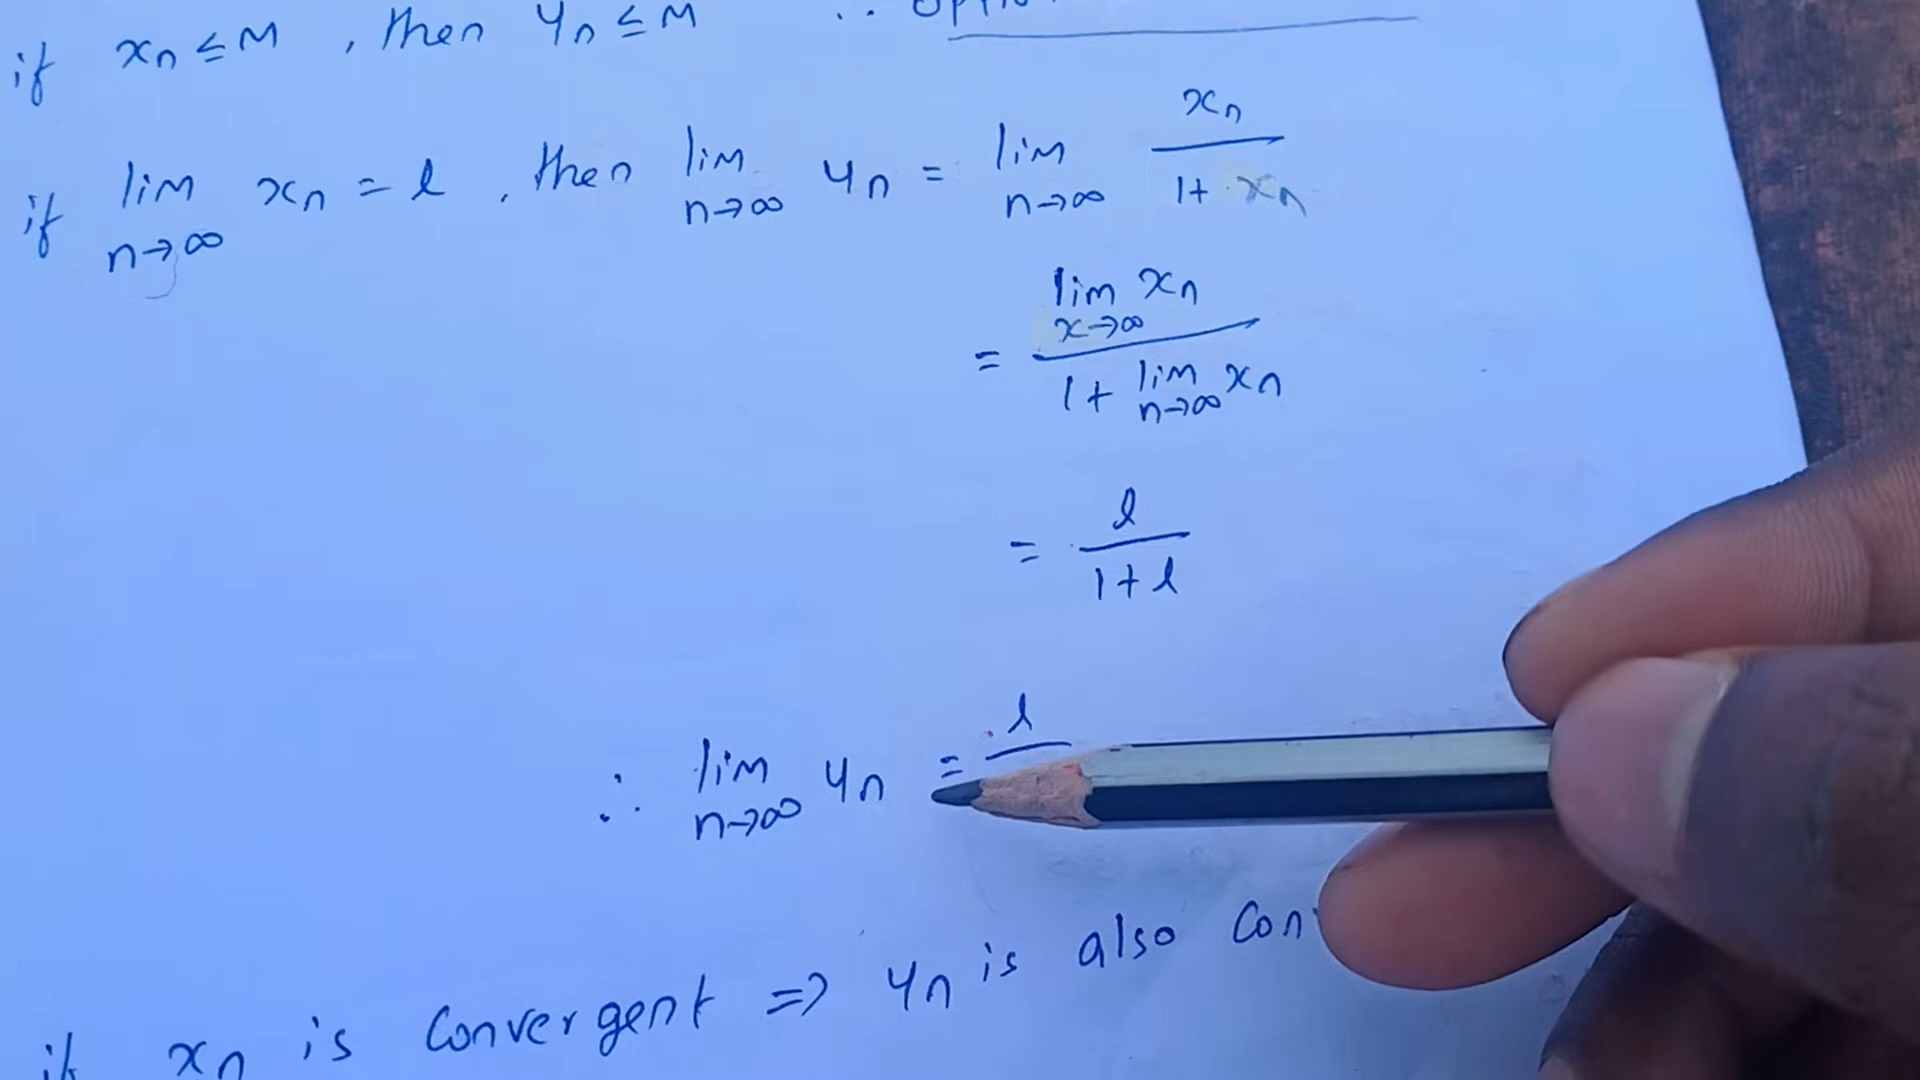 if xn ≤ M , then yn ≤ M ∴
if lim n→∞ xn = l , then lim n→∞ yn = lim n→∞ xn / 1 + xn
= lim x→∞ xn / 1 + lim n→∞ xn
= l / 1 + l
∴ lim n→∞ yn = l
if xn is convergent ⇒ yn is also con